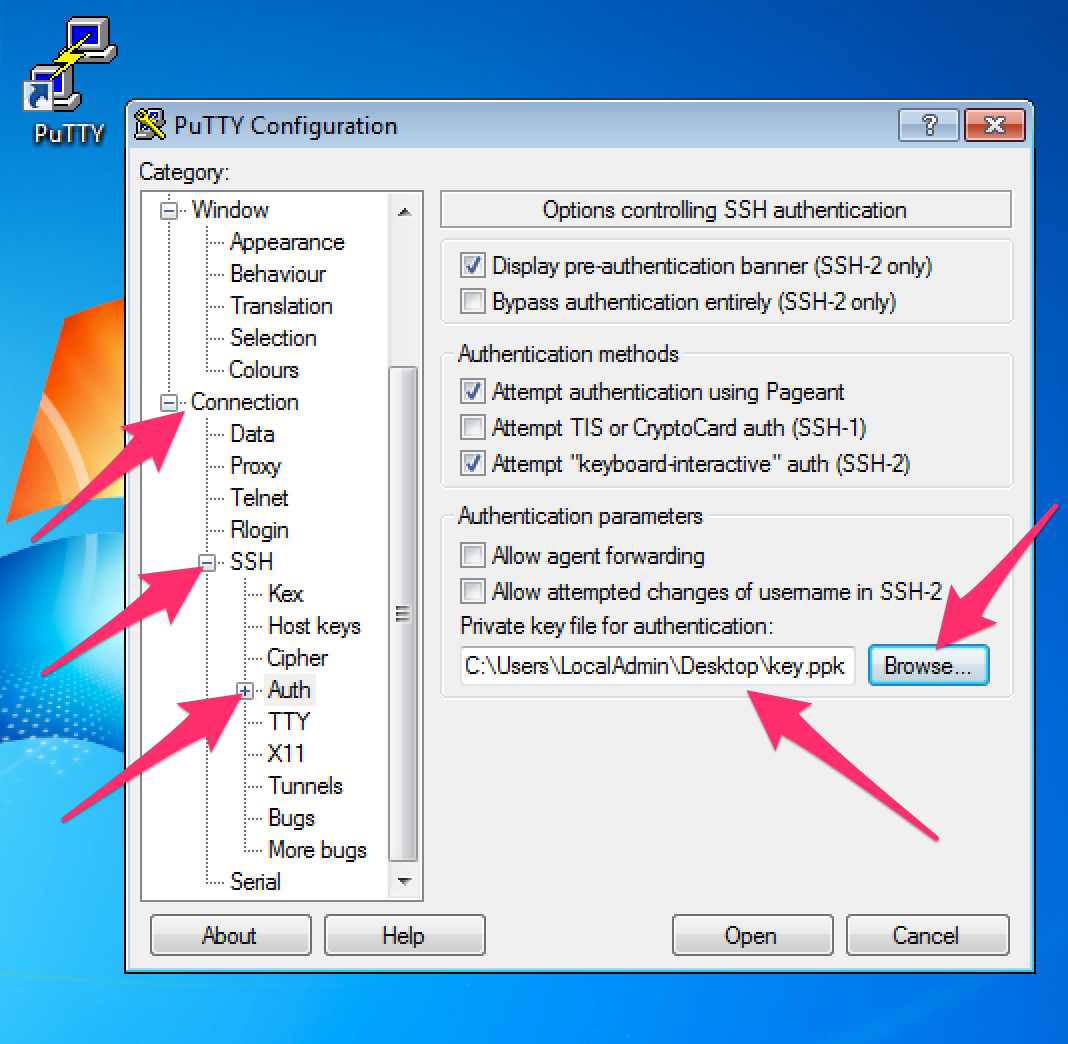 PuTTY
PuTTY Configuration
?
Category:
Window
Appearance
Behaviour
Translation
Selection
Colours
Connection
Data
Proxy
Telnet
Rlogin
SSH
Kex
Host keys
Cipher
Auth
TTY
X11
Tunnels
Bugs
More bugs
Serial
Options controlling SSH authentication
Display pre-authentication banner (SSH-2 only)
Bypass authentication entirely (SSH-2 only)
Authentication methods
Attempt authentication using Pageant
Attempt TIS or CryptoCard auth (SSH-1)
Attempt "keyboard-interactive" auth (SSH-2)
Authentication parameters
Allow agent forwarding
Allow attempted changes of username in SSH-2
Private key file for authentication:
C:\Users\LocalAdmin\Desktop\key.ppk Browse...
About Help Open Cancel